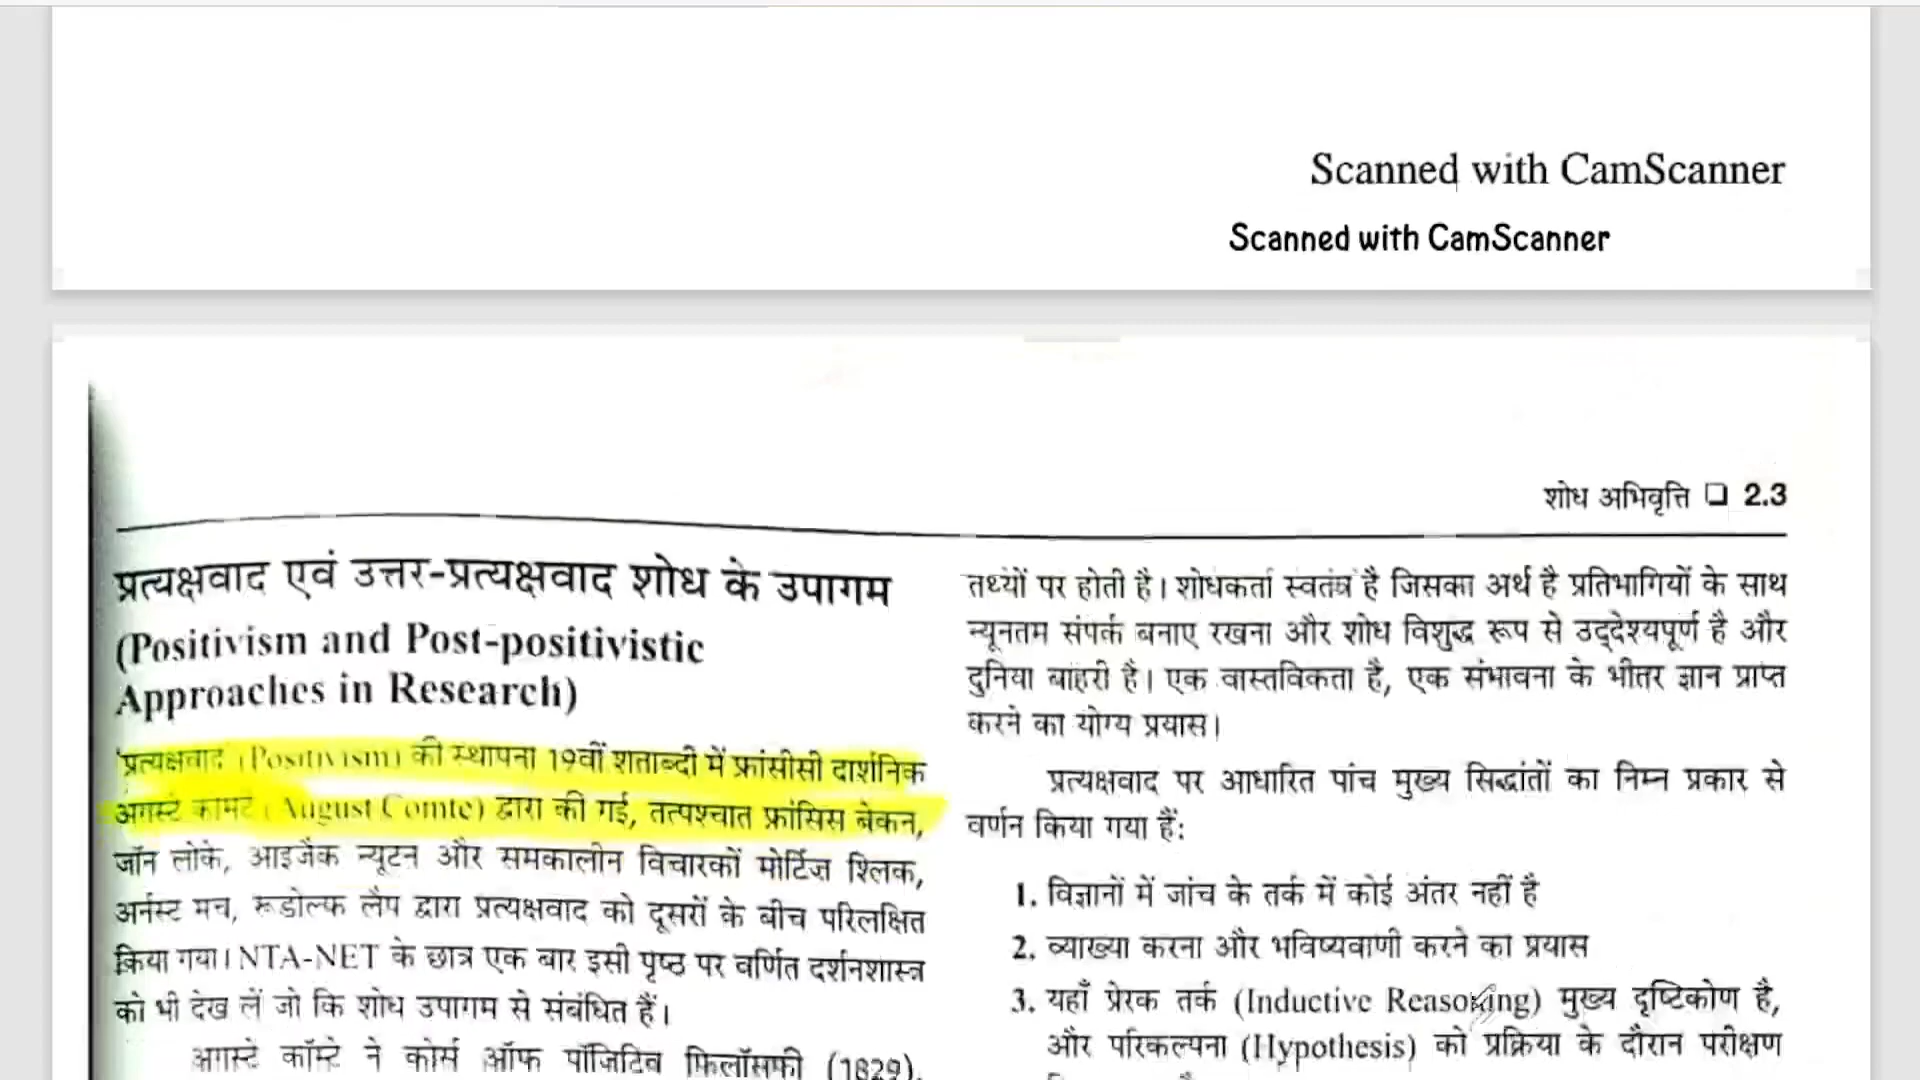 Scanned with CamScanner
Scanned with CamScanner
शोध अभिवृत्ति ❑ 2.3
प्रत्यक्षवाद एवं उत्तर-प्रत्यक्षवाद शोध के उपागम
(Positivism and Post-positivistic
Approaches in Research)
'प्रत्यक्षवाद' (Positivism) की स्थापना 19वीं शताब्दी में फ्रांसीसी दार्शनिक
अगस्टे कामटे (August Comte) द्वारा की गई, तत्पश्चात फ्रांसिस बेकन,
जॉन लोके, आइजैक न्यूटन और समकालीन विचारकों मोर्टिज श्लिक,
अर्नस्ट मच, रूडोल्फ लैप द्वारा प्रत्यक्षवाद को दूसरों के बीच परिलक्षित
किया गया। NTA-NET के छात्र एक बार इसी पृष्ठ पर वर्णित दर्शनशास्त्र
को भी देख लें जो कि शोध उपागम से संबंधित हैं।
अगस्टे कॉम्टे ने कोर्स ऑफ पॉजिटिव फिलॉसफी (1829),
तथ्यों पर होती है। शोधकर्ता स्वतंत्र है जिसका अर्थ है प्रतिभागियों के साथ
न्यूनतम संपर्क बनाए रखना और शोध विशुद्ध रूप से उद्देश्यपूर्ण है और
दुनिया बाहरी है। एक वास्तविकता है, एक संभावना के भीतर ज्ञान प्राप्त
करने का योग्य प्रयास।
प्रत्यक्षवाद पर आधारित पांच मुख्य सिद्धांतों का निम्न प्रकार से
वर्णन किया गया हैं:
1. विज्ञानों में जांच के तर्क में कोई अंतर नहीं है
2. व्याख्या करना और भविष्यवाणी करने का प्रयास
3. यहाँ प्रेरक तर्क (Inductive Reasoning) मुख्य दृष्टिकोण है,
और परिकल्पना (Hypothesis) को प्रक्रिया के दौरान परीक्षण